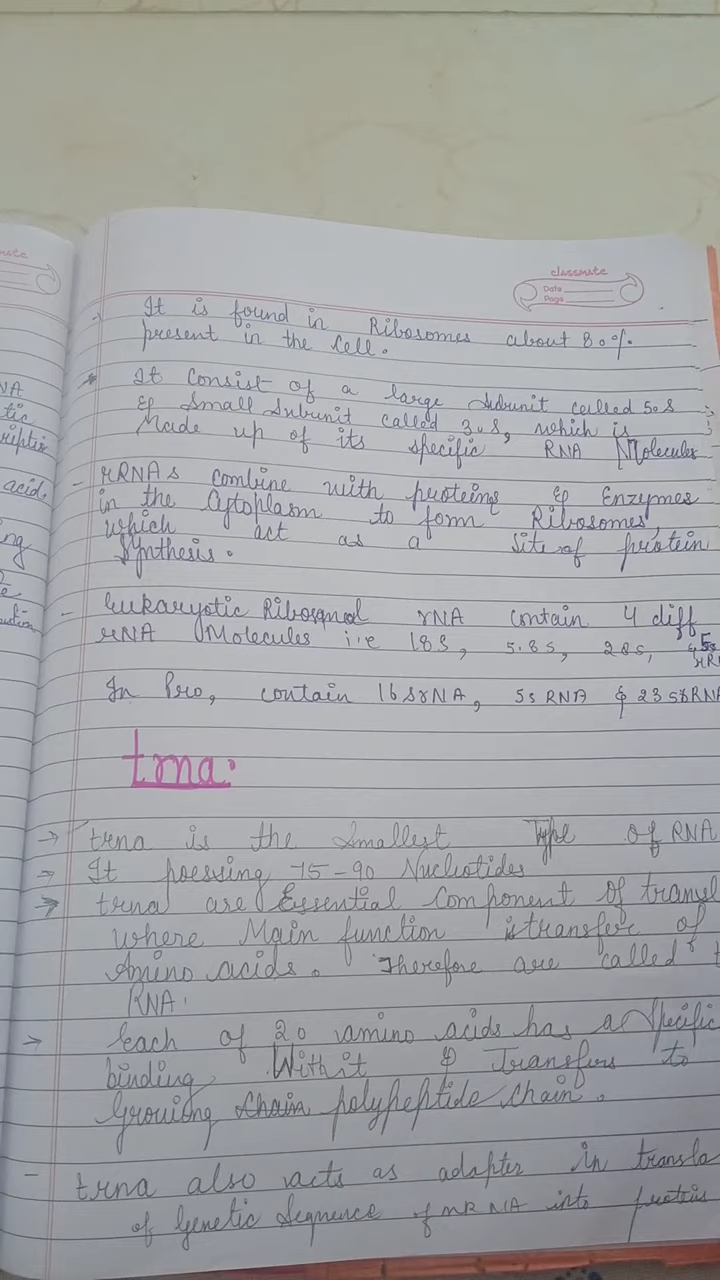 classmate
Date
Page
It is found in Ribosomes about 80%
present in the cell.
It consist of a large subunit called 50S
& Small Subunit called 30S, which is
Made up of its specific RNA Molecules
- rRNAs combine with proteins & Enzymes
in the Cytoplasm to form Ribosomes,
which act as a site of protein
Synthesis.
- Eukaryotic Ribosomal rRNA contain 4 diff
rRNA Molecules i.e 18S, 5.8S, 28S,
In Pro, contain 16SrRNA, 5s RNA & 23SrRNA
trna:
→ trna is the Smallest Type of RNA
→ It poessing 75-90 Nucliotides
→ trna are Essential Component of transl
where Main function is transfer of
Amino acids. Therefore are called t
RNA.
→ Each of 20 amino acids has a Specific
binding With it & Transfers to
Growing chain polypeptide chain.
- trna also acts as adapter in transla
of Genetic Sequence of mRNA into protein